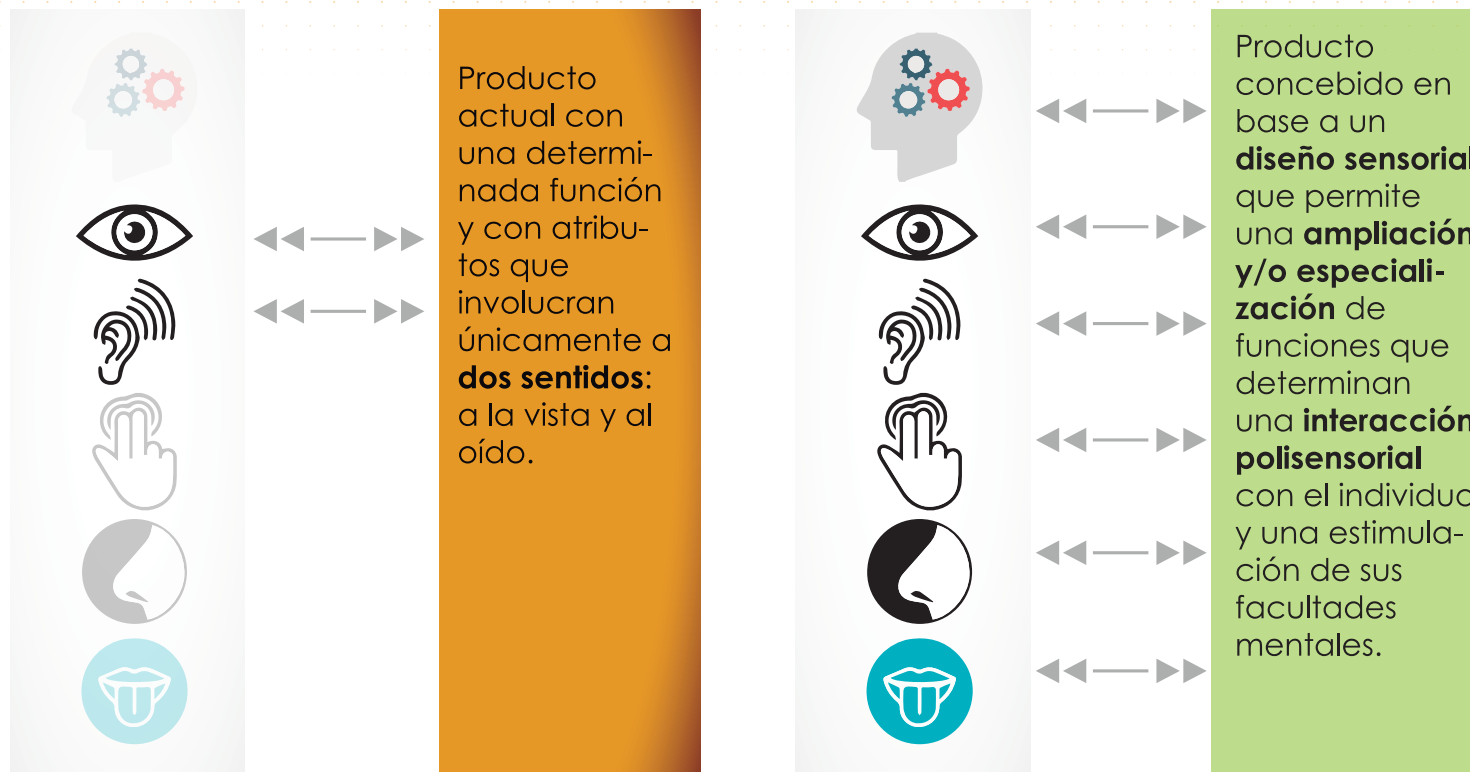 Producto
actual con
una determi-
nada función
y con atribu-
tos que
involucran
únicamente a
dos sentidos:
a la vista y al
oído.
Producto
concebido en
base a un
diseño sensorial
que permite
una ampliación
y/o especiali-
zación de
funciones que
determinan
una interacción
polisensorial
con el individuo
y una estimula-
ción de sus
facultades
mentales.